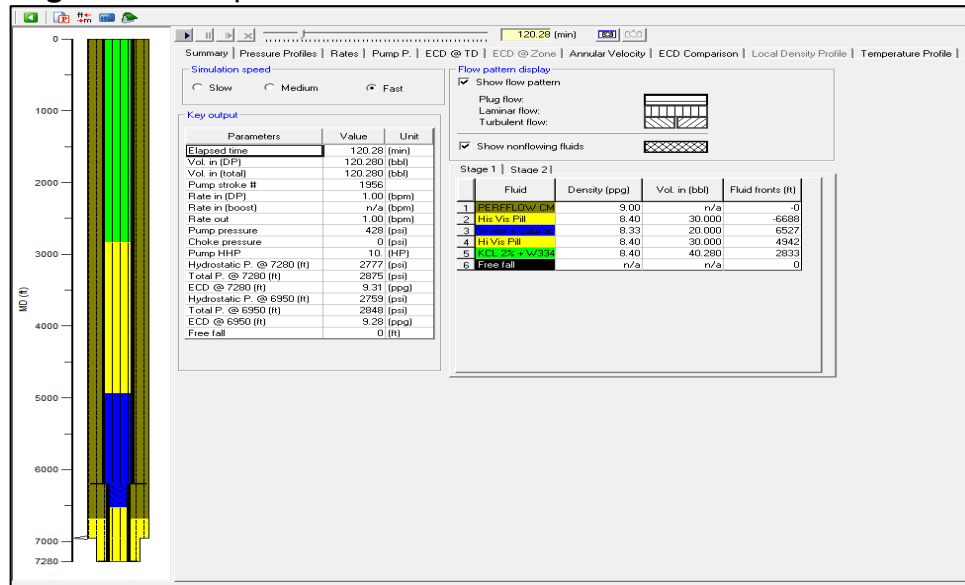 ft
m
120.28 (min)
Summary | Pressure Profiles | Rates | Pump P. | ECD @ TD | ECD @ Zone | Annular Velocity | ECD Comparison | Local Density Profile | Temperature Profile |
Simulation speed
Slow Medium Fast
Key output
Parameters Value Unit
Elapsed time 120.28 (min)
Vol. in (DP) 120.280 (bbl)
Vol. in (total) 120.280 (bbl)
Pump stroke # 1956
Rate in (DP) 1.00 (bpm)
Rate in (boost) n/a (bpm)
Rate out 1.00 (bpm)
Pump pressure 428 (psi)
Choke pressure 0 (psi)
Pump HHP 10. (HP)
Hydrostatic P. @ 7280 (ft) 2777 (psi)
Total P. @ 7280 (ft) 2875 (psi)
ECD @ 7280 (ft) 9.31 (ppg)
Hydrostatic P. @ 6950 (ft) 2759 (psi)
Total P. @ 6950 (ft) 2848 (psi)
ECD @ 6950 (ft) 9.28 (ppg)
Free fall 0 (ft)
Flow pattern display
Show flow pattern
Plug flow:
Laminar flow:
Turbulent flow:
Show nonflowing fluids
Stage 1 | Stage 2 |
Fluid Density (ppg) Vol. in (bbl) Fluid fronts (ft)
1 PERFFLOW CM 9.00 n/a -0
2 His Vis Pill 8.40 30.000 -6688
3 8.33 20.000 6527
4 Hi Vis Pill 8.40 30.000 4942
5 KCL 2% + W334 8.40 40.280 2833
6 Free fall n/a n/a 0
MD (ft)
0
1000
2000
3000
4000
5000
6000
7000
7280